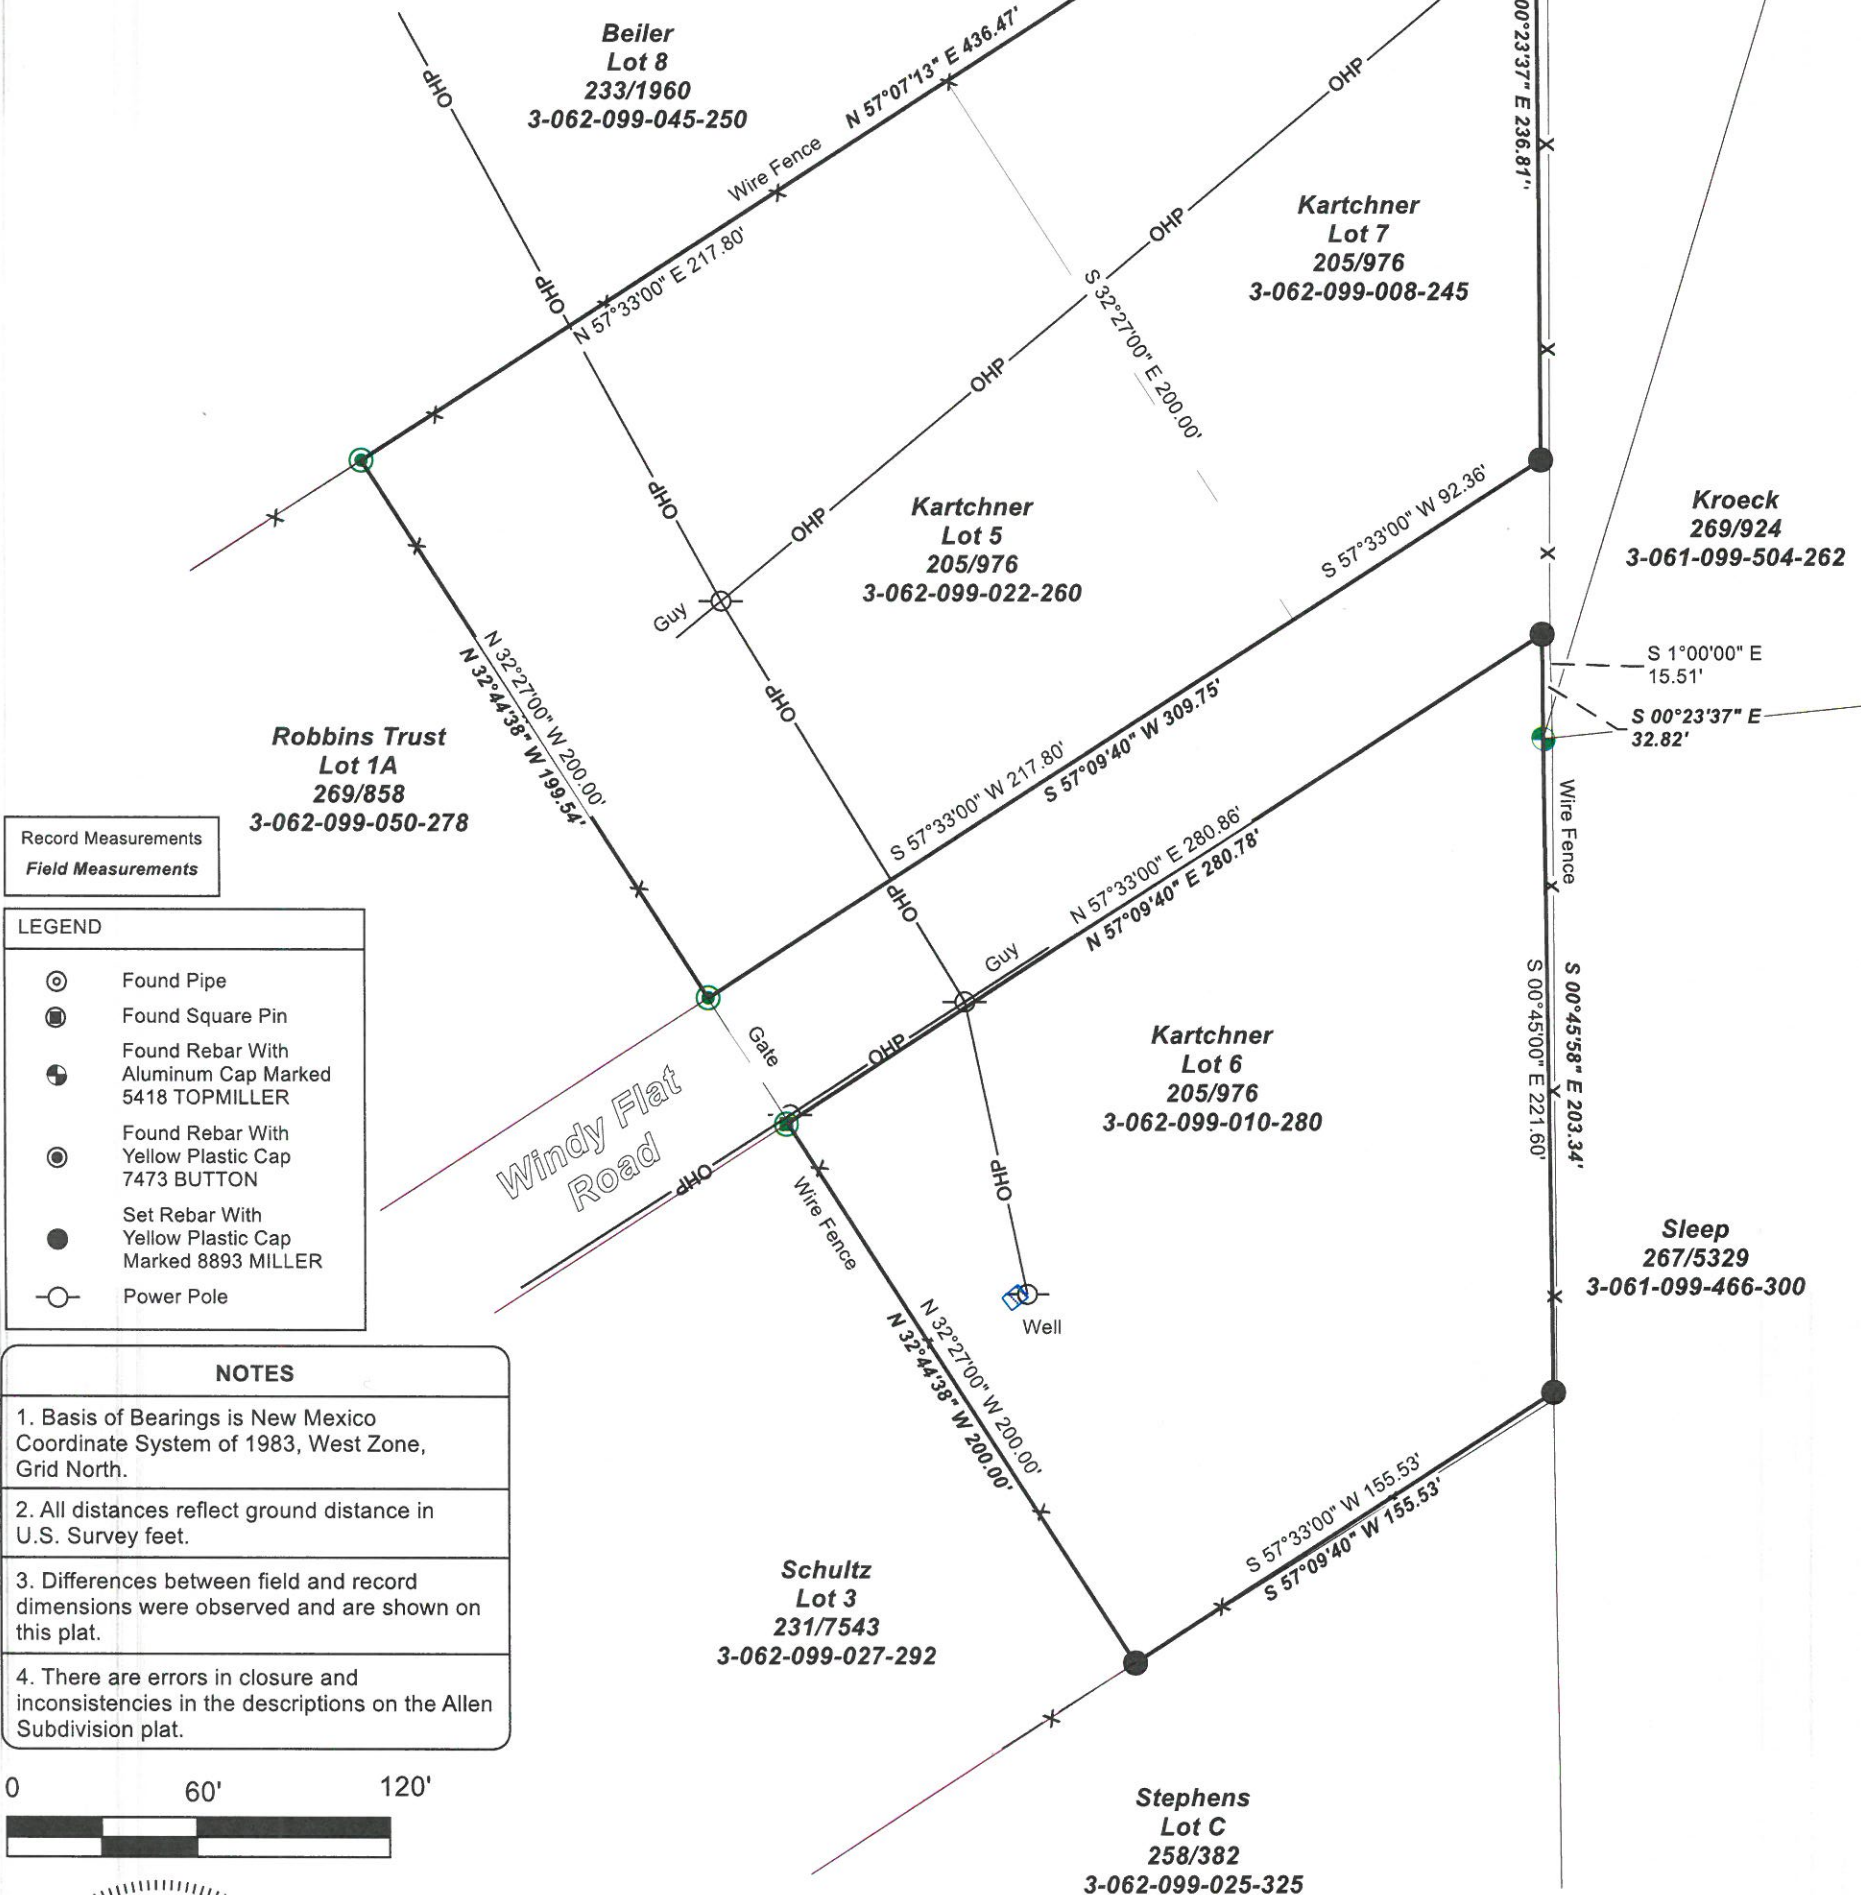 Beiler
Lot 8
233/1960
3-062-099-045-250
N 57°07'13" E 436.47'
Wire Fence
N 57°33'00" E 217.80'
OHP
OHP
OHP
OHP
OHP
OHP
OHP
OHP
OHP
00°23'37" E 236.81'
Kartchner
Lot 7
205/976
3-062-099-008-245
S 32°27'00" E 200.00'
Kartchner
Lot 5
205/976
3-062-099-022-260
Guy
S 57°33'00" W 92.36'
Kroeck
269/924
3-061-099-504-262
S 1°00'00" E
15.51'
S 00°23'37" E
32.82'
N 32°27'00" W 200.00'
N 32°44'38" W 199.54'
Robbins Trust
Lot 1A
269/858
3-062-099-050-278
S 57°33'00" W 217.80'
S 57°09'40" W 309.75'
N 57°33'00" E 280.86'
N 57°09'40" E 280.78'
Wire Fence
Record Measurements
Field Measurements
LEGEND
Found Pipe
Found Square Pin
Found Rebar With
Aluminum Cap Marked
5418 TOPMILLER
Found Rebar With
Yellow Plastic Cap
7473 BUTTON
Set Rebar With
Yellow Plastic Cap
Marked 8893 MILLER
Power Pole
Guy
Gate
OHP
Windy Flat
Road
OHP
Wire Fence
OHP
Well
Kartchner
Lot 6
205/976
3-062-099-010-280
S 00°45'00" E 221.60'
S 00°45'58" E 203.34'
Sleep
267/5329
3-061-099-466-300
N 32°27'00" W 200.00'
N 32°44'38" W 200.00'
NOTES
1. Basis of Bearings is New Mexico
Coordinate System of 1983, West Zone,
Grid North.
2. All distances reflect ground distance in
U.S. Survey feet.
3. Differences between field and record
dimensions were observed and are shown on
this plat.
4. There are errors in closure and
inconsistencies in the descriptions on the Allen
Subdivision plat.
S 57°33'00" W 155.53'
S 57°09'40" W 155.53'
Schultz
Lot 3
231/7543
3-062-099-027-292
0 60' 120'
Stephens
Lot C
258/382
3-062-099-025-325